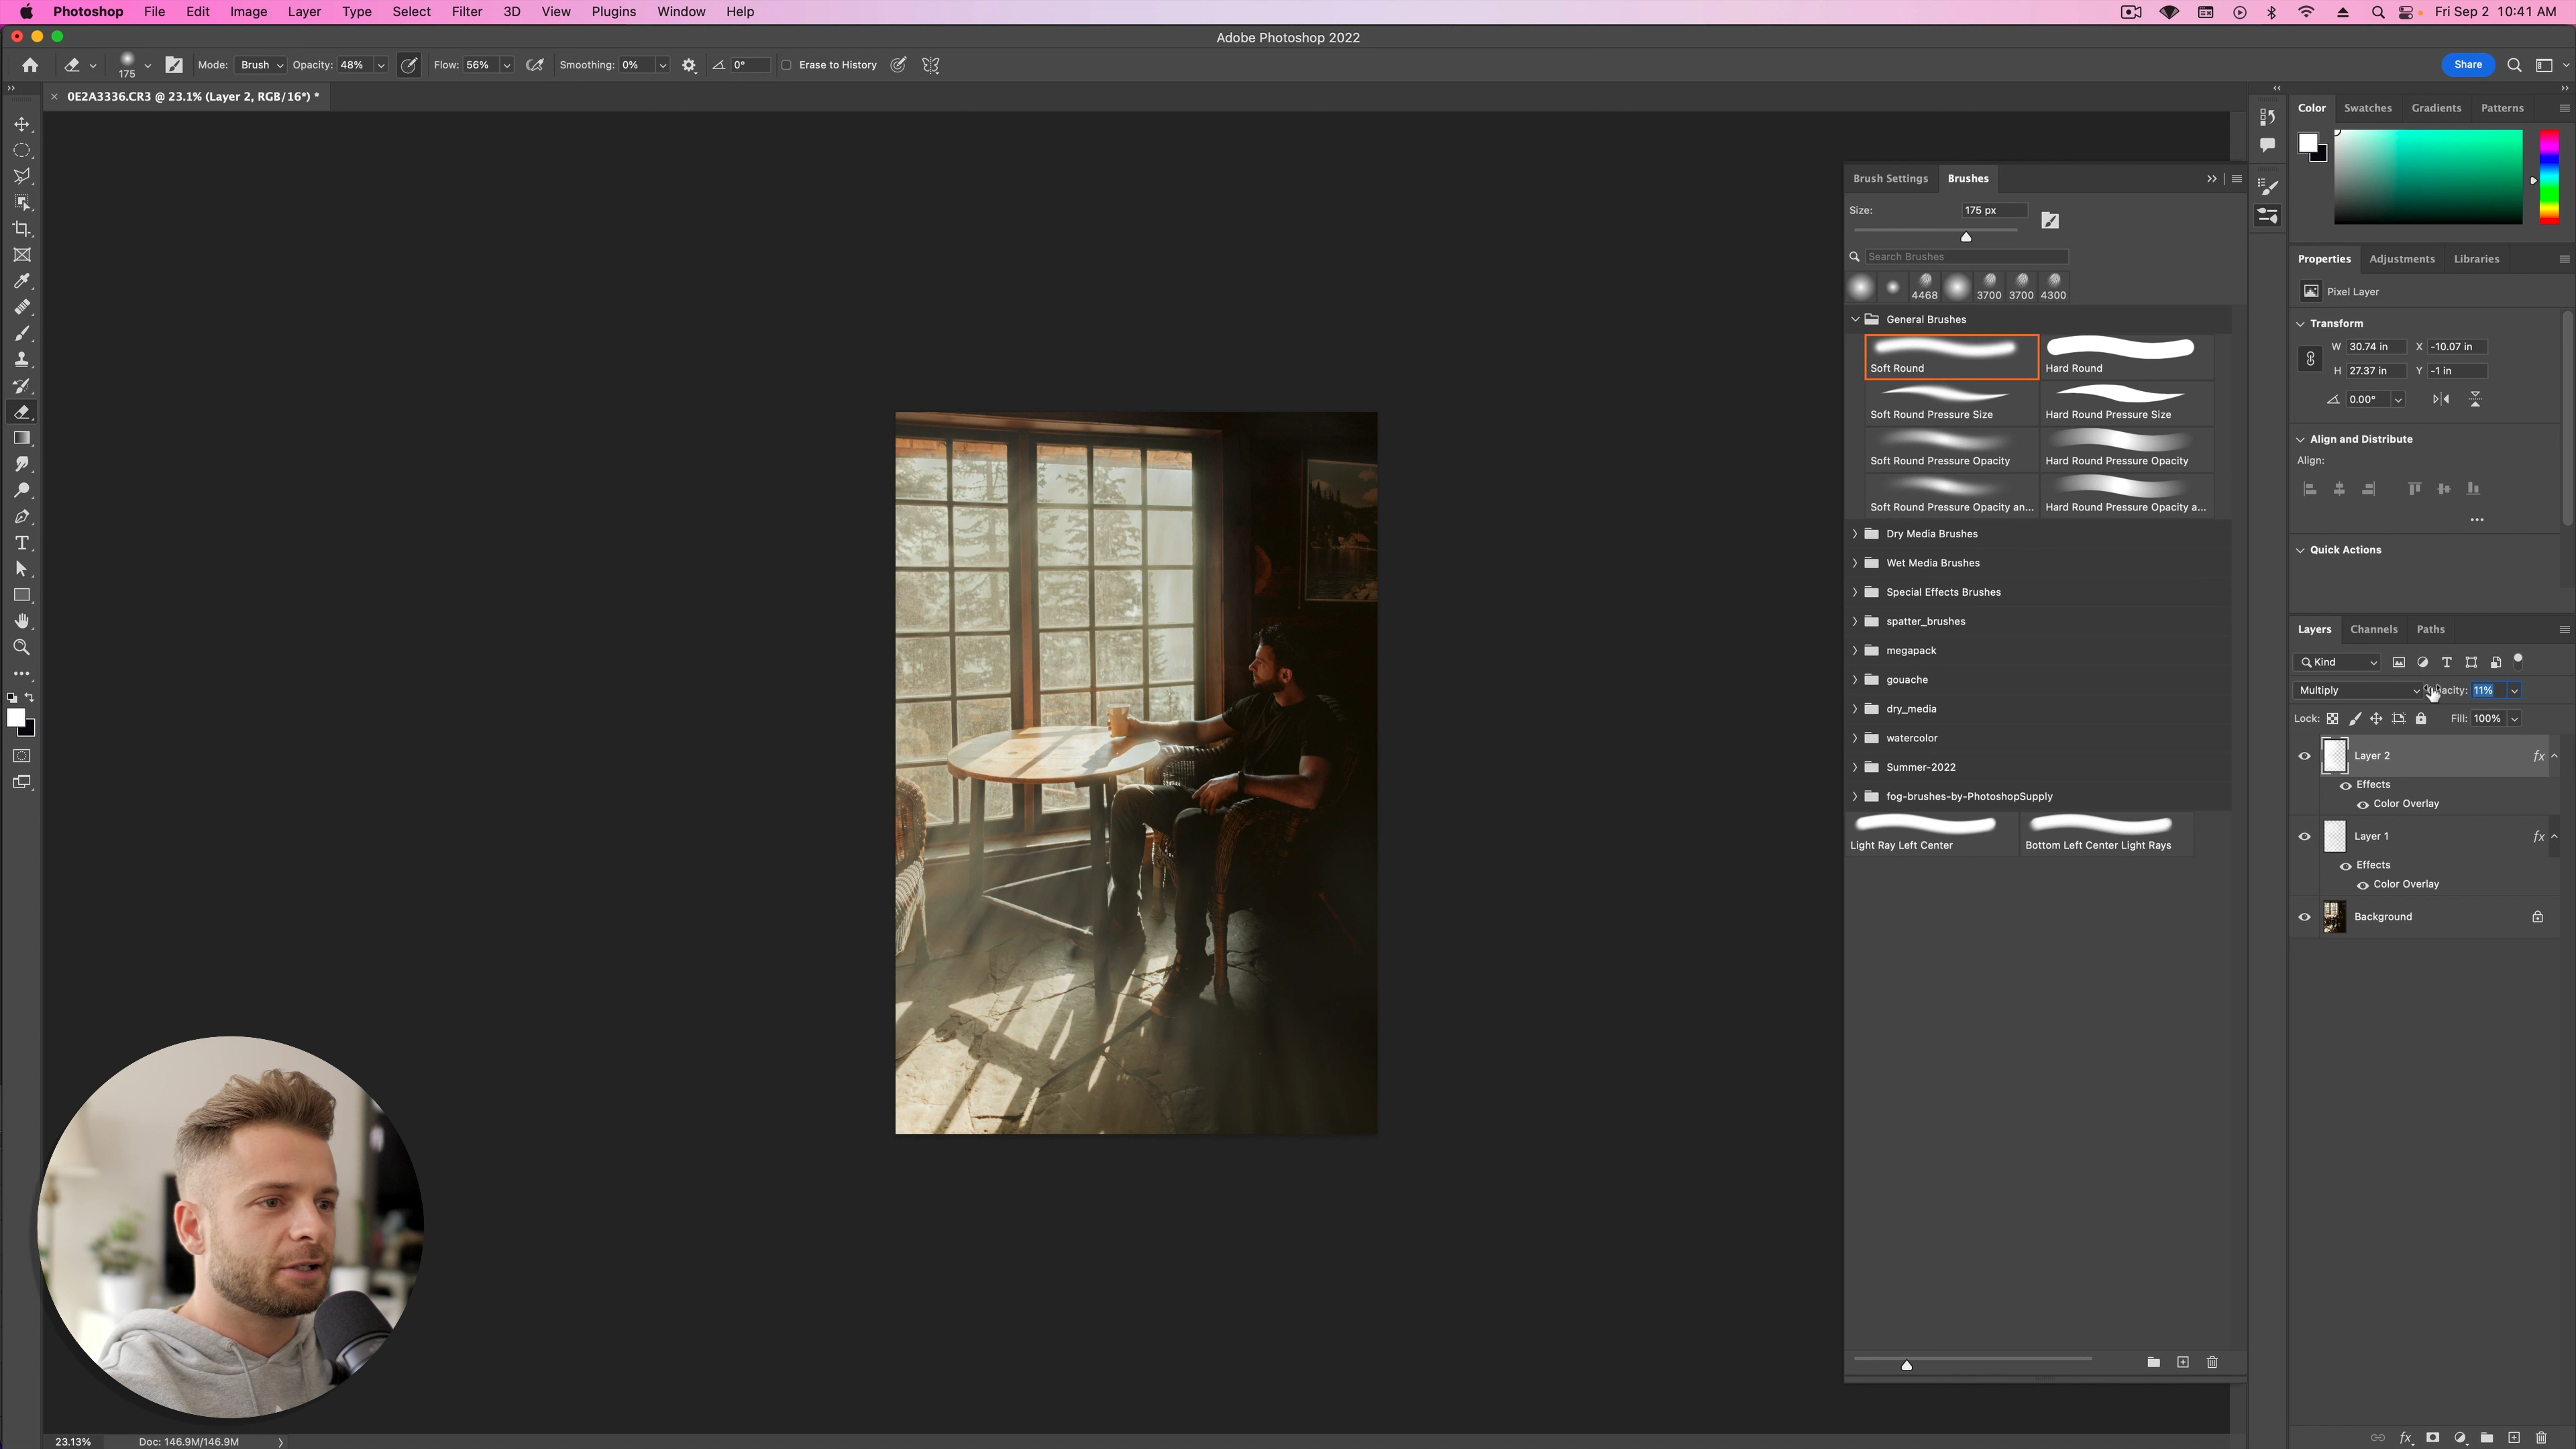 Photoshop File Edit Image Layer Type Select Filter 3D View Plugins Window Help Fri Sep 2 10:41 AM
Adobe Photoshop 2022
175 Mode: Brush Opacity: 48% Flow: 56% Smoothing: 0% 0° Erase to History Share
0E2A3336.CR3 @ 23.1% (Layer 2, RGB/16*) *
Color Swatches Gradients Patterns
Brush Settings Brushes
Size: 175 px
Search Brushes
4468 3700 3700 4300
General Brushes
Soft Round Hard Round
Soft Round Pressure Size Hard Round Pressure Size
Soft Round Pressure Opacity Hard Round Pressure Opacity
Soft Round Pressure Opacity an... Hard Round Pressure Opacity a...
Dry Media Brushes
Wet Media Brushes
Special Effects Brushes
spatter_brushes
megapack
gouache
dry_media
watercolor
Summer-2022
fog-brushes-by-PhotoshopSupply
Light Ray Left Center Bottom Left Center Light Rays
Properties Adjustments Libraries
Pixel Layer
Transform
W 30.74 in X -10.07 in
H 27.37 in Y -1 in
0.00°
Align and Distribute
Align:
Quick Actions
Layers Channels Paths
Kind
Multiply acity: 11%
Lock: Fill: 100%
Layer 2 fx
Effects
Color Overlay
Layer 1 fx
Effects
Color Overlay
Background
fx
23.13% Doc: 146.9M/146.9M